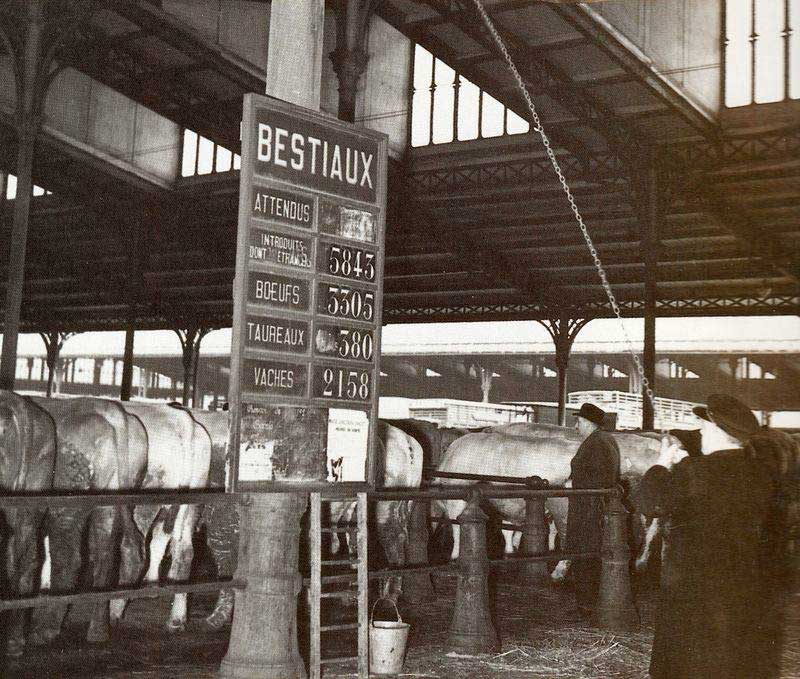 BESTIAUX
ATTENDUS
INTRODUITS 5843
DONT ETRANGERS
BOEUFS 3305
TAUREAUX 380
VACHES 2158